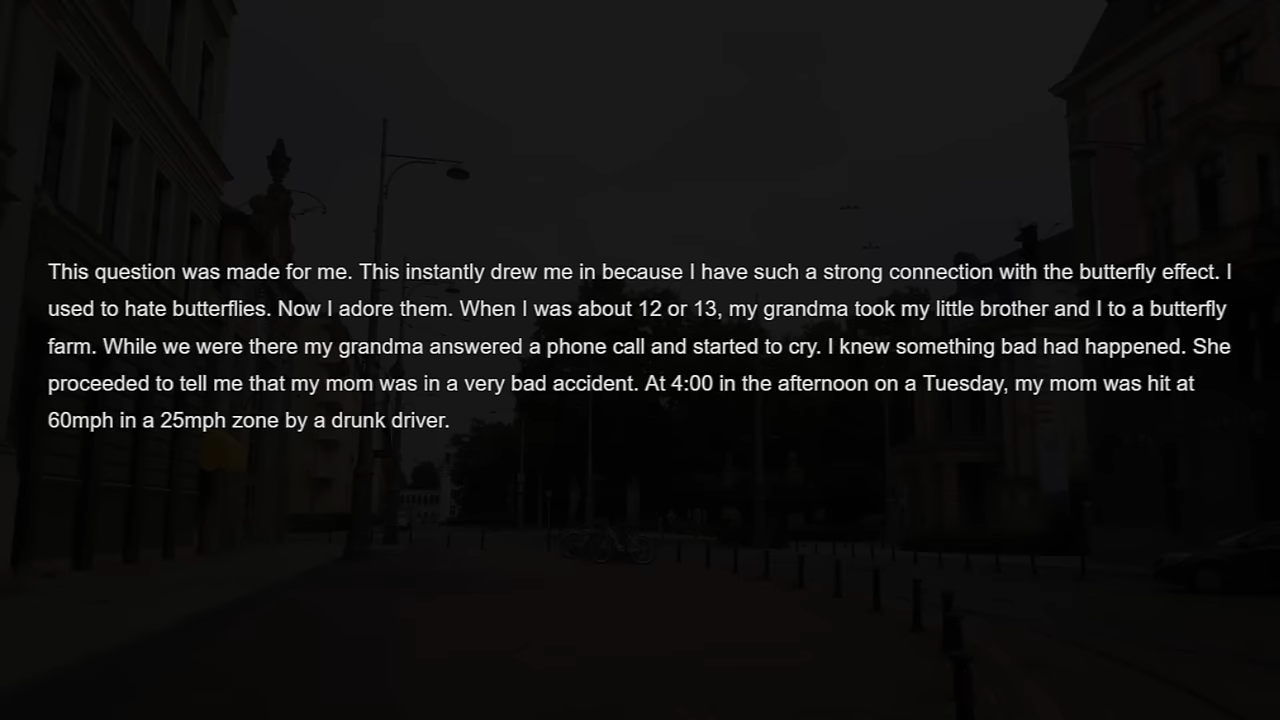 This question was made for me. This instantly drew me in because I have such a strong connection with the butterfly effect. I
used to hate butterflies. Now I adore them. When I was about 12 or 13, my grandma took my little brother and I to a butterfly
farm. While we were there my grandma answered a phone call and started to cry. I knew something bad had happened. She
proceeded to tell me that my mom was in a very bad accident. At 4:00 in the afternoon on a Tuesday, my mom was hit at
60mph in a 25mph zone by a drunk driver.